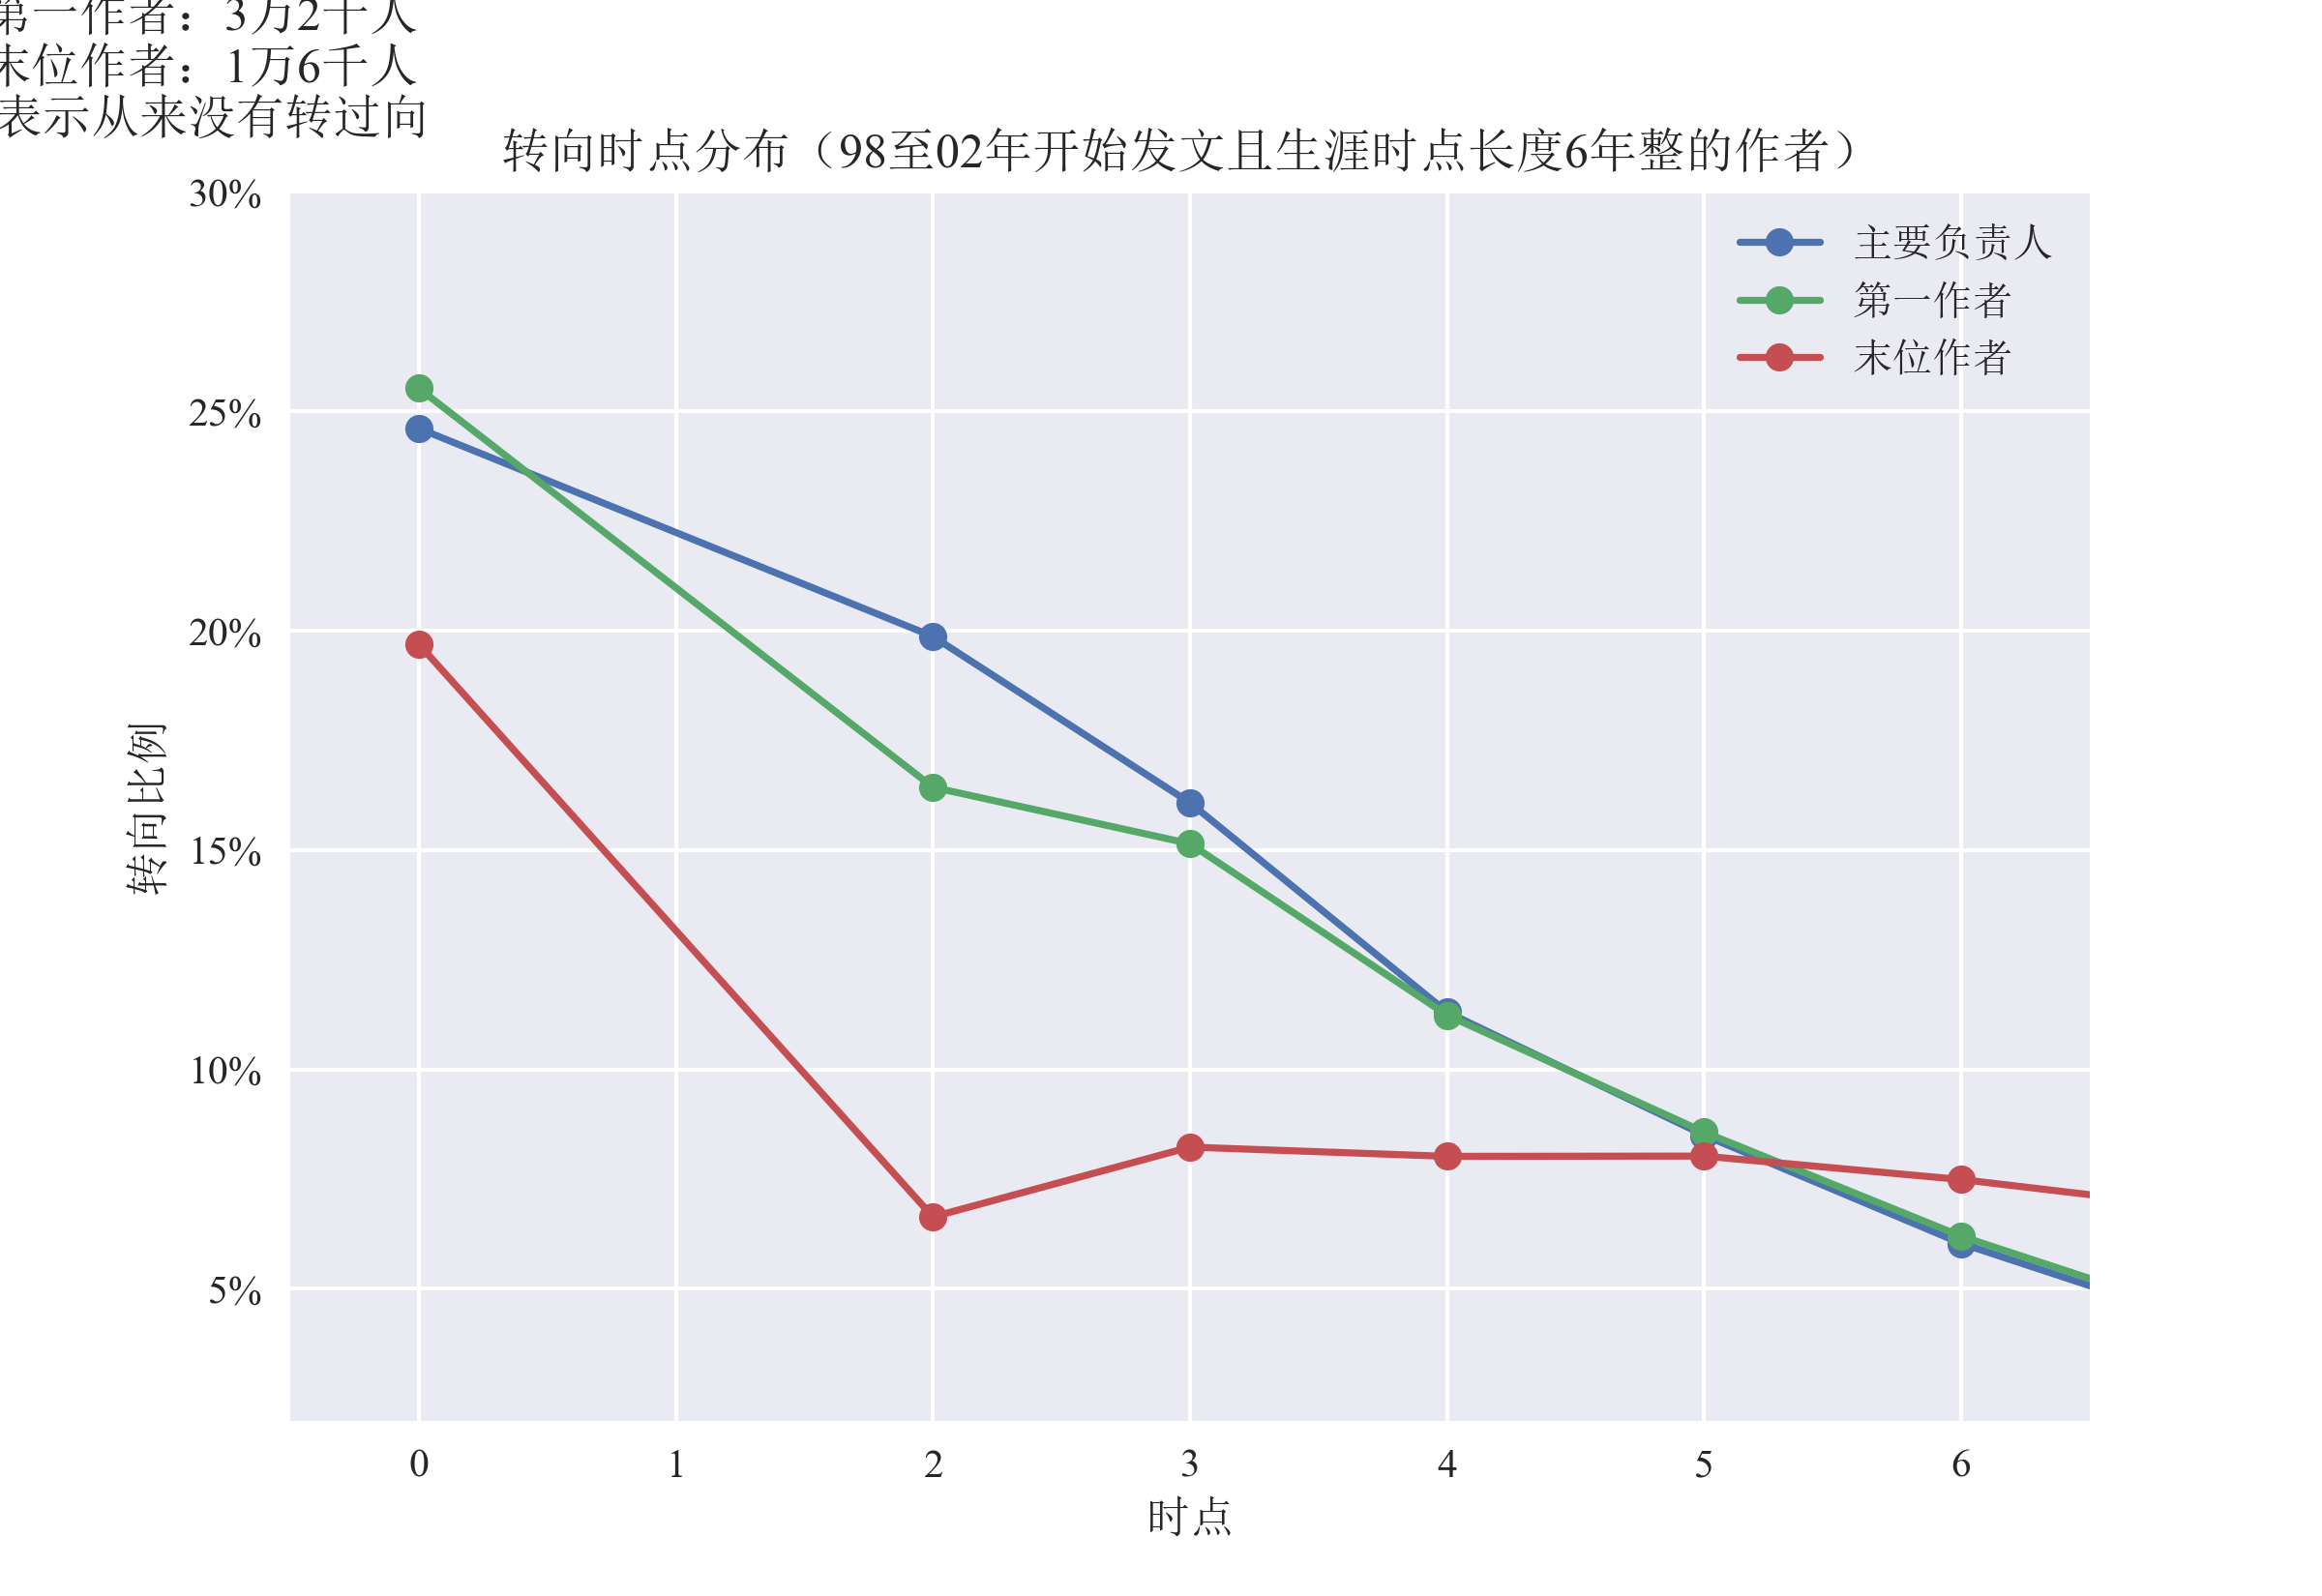 第一作者：3万2千人
末位作者：1万6千人
表示从来没有转过向
转向时点分布（98至02年开始发文且生涯时点长度6年整的作者）
30%
25%
20%
15%
10%
5%
转向比例
主要负责人
第一作者
末位作者
0 1 2 3 4 5 6
时点